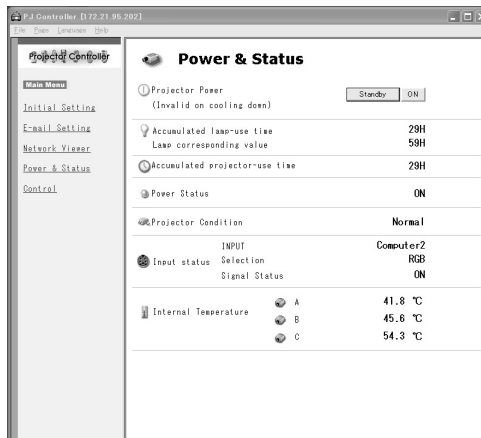 PJ Controller [172.21.95.202]
File Page Language Help
Projector Controller
Power & Status
Main Menu
Initial Setting
E-mail Setting
Network Viewer
Power & Status
Control
Projector Power
(Invalid on cooling down)
Standby ON
Accumulated lamp-use time 29H
Lamp corresponding value 59H
Accumulated projector-use time 29H
Power Status ON
Projector Condition Normal
INPUT Computer2
Input status Selection RGB
Signal Status ON
Internal Temperature
A 41.8 ℃
B 45.6 ℃
C 54.3 ℃